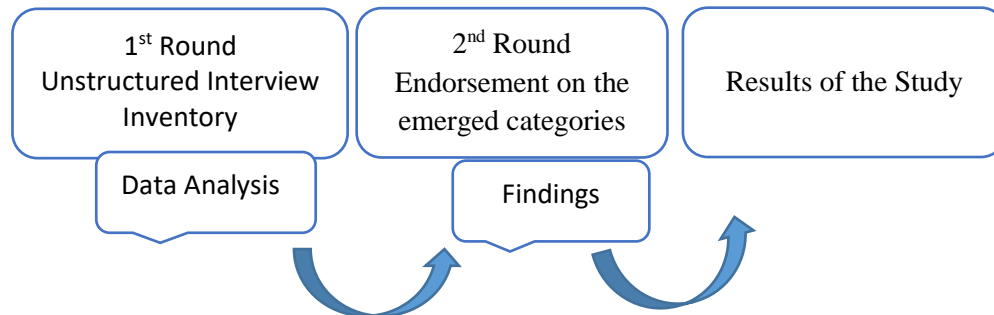 1st Round
Unstructured Interview
Inventory
Data Analysis
2nd Round
Endorsement on the
emerged categories
Findings
Results of the Study